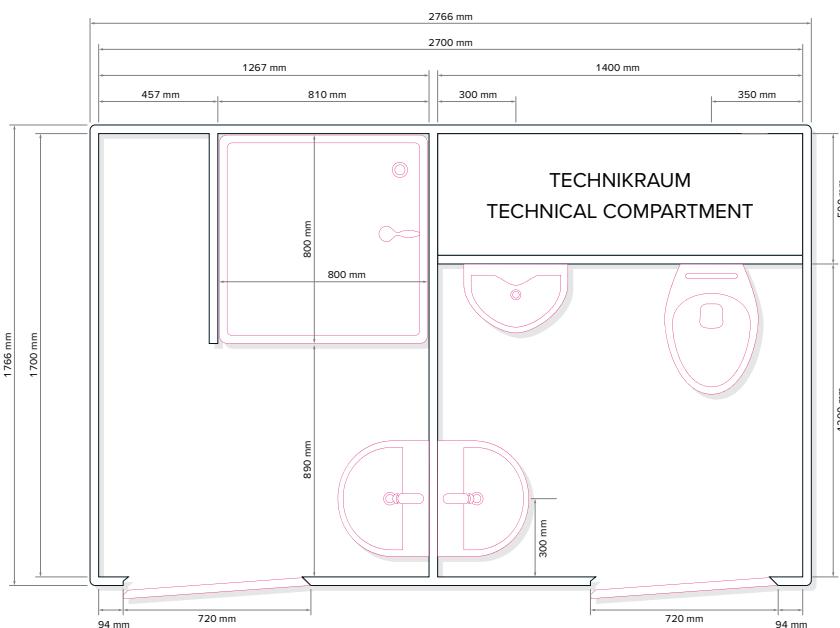 2766 mm
2700 mm
1267 mm
1400 mm
457 mm
810 mm
300 mm
350 mm
TECHNIKRAUM
TECHNICAL COMPARTMENT
800 mm
800 mm
1766 mm
1700 mm
890 mm
300 mm
94 mm
720 mm
720 mm
94 mm